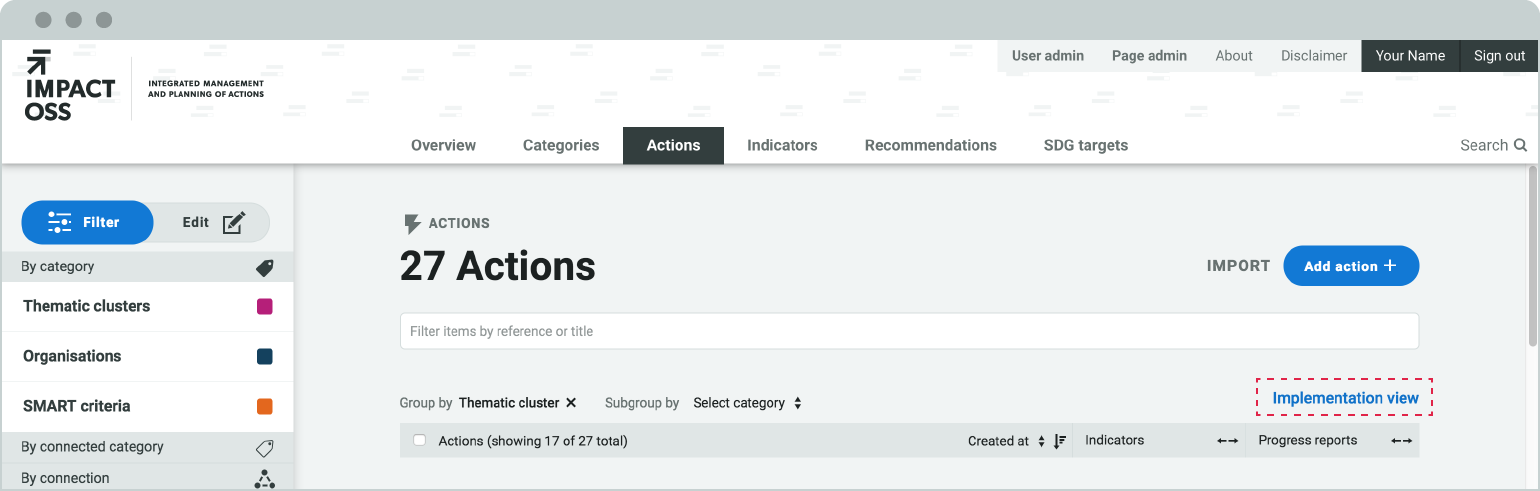 User admin Page admin About Disclaimer Your Name Sign out
IMPACT
OSS
INTEGRATED MANAGEMENT
AND PLANNING OF ACTIONS
Overview Categories Actions Indicators Recommendations SDG targets Search
Filter Edit
By category
Thematic clusters
Organisations
SMART criteria
By connected category
By connection
ACTIONS
27 Actions
IMPORT Add action +
Filter items by reference or title
Group by Thematic cluster Subgroup by Select category
Implementation view
Actions (showing 17 of 27 total) Created at Indicators Progress reports